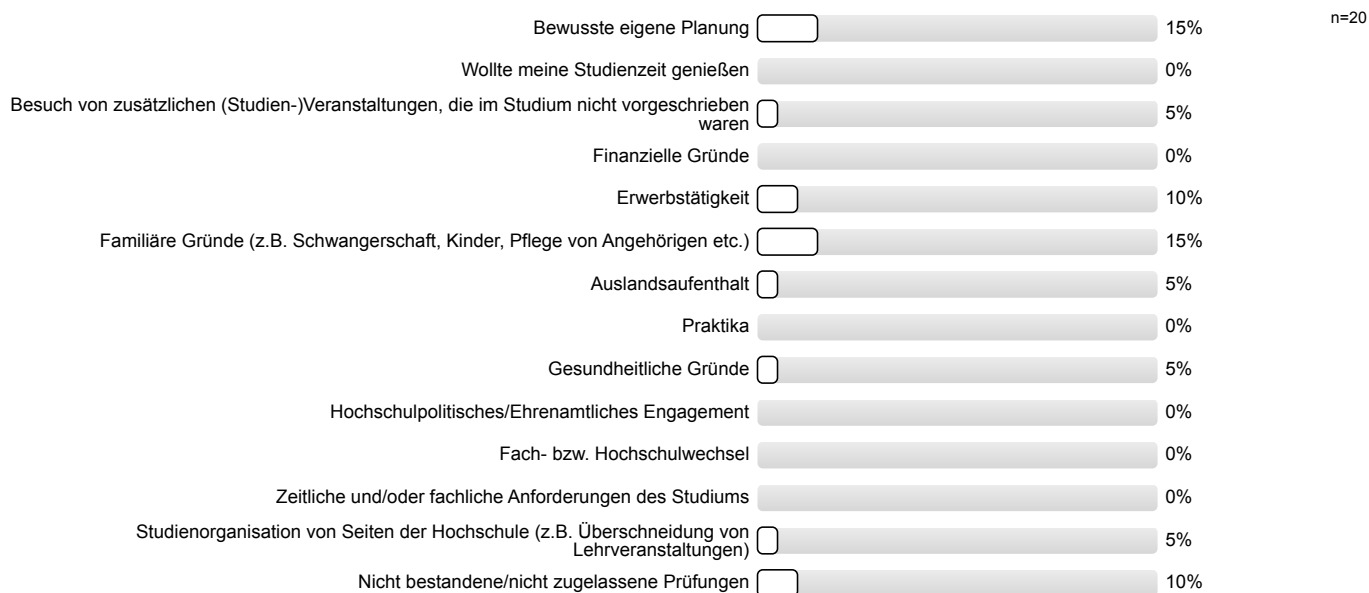 n=20
Bewusste eigene Planung 15%
Wollte meine Studienzeit genießen 0%
Besuch von zusätzlichen (Studien-)Veranstaltungen, die im Studium nicht vorgeschrieben
waren 5%
Finanzielle Gründe 0%
Erwerbstätigkeit 10%
Familiäre Gründe (z.B. Schwangerschaft, Kinder, Pflege von Angehörigen etc.) 15%
Auslandsaufenthalt 5%
Praktika 0%
Gesundheitliche Gründe 5%
Hochschulpolitisches/Ehrenamtliches Engagement 0%
Fach- bzw. Hochschulwechsel 0%
Zeitliche und/oder fachliche Anforderungen des Studiums 0%
Studienorganisation von Seiten der Hochschule (z.B. Überschneidung von
Lehrveranstaltungen) 5%
Nicht bestandene/nicht zugelassene Prüfungen 10%